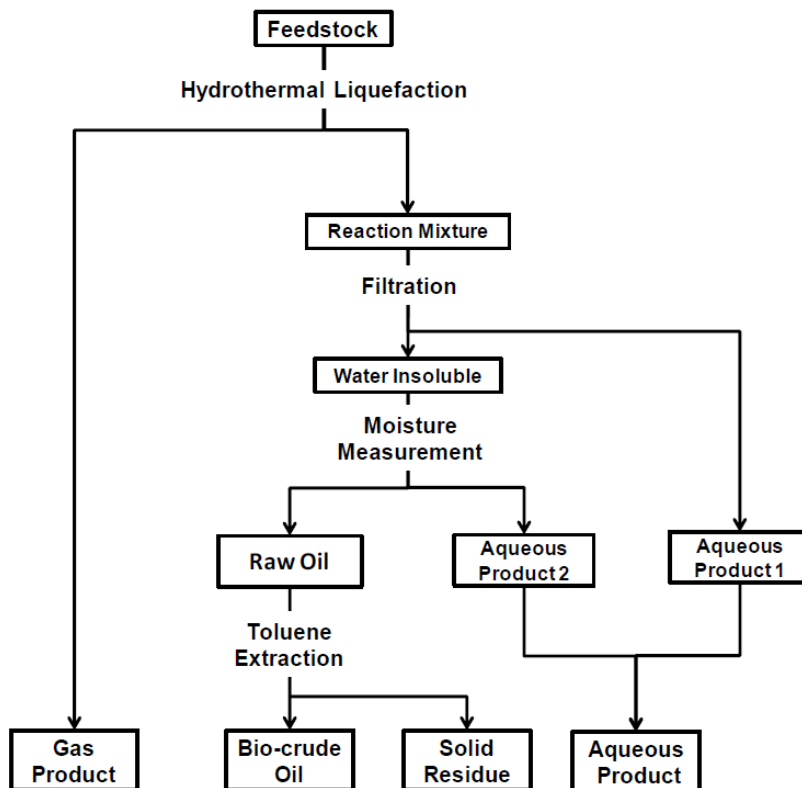 Feedstock
Hydrothermal Liquefaction
Reaction Mixture
Filtration
Water Insoluble
Moisture
Measurement
Raw Oil
Aqueous
Product 2
Aqueous
Product 1
Toluene
Extraction
Gas
Product
Bio-crude
Oil
Solid
Residue
Aqueous
Product